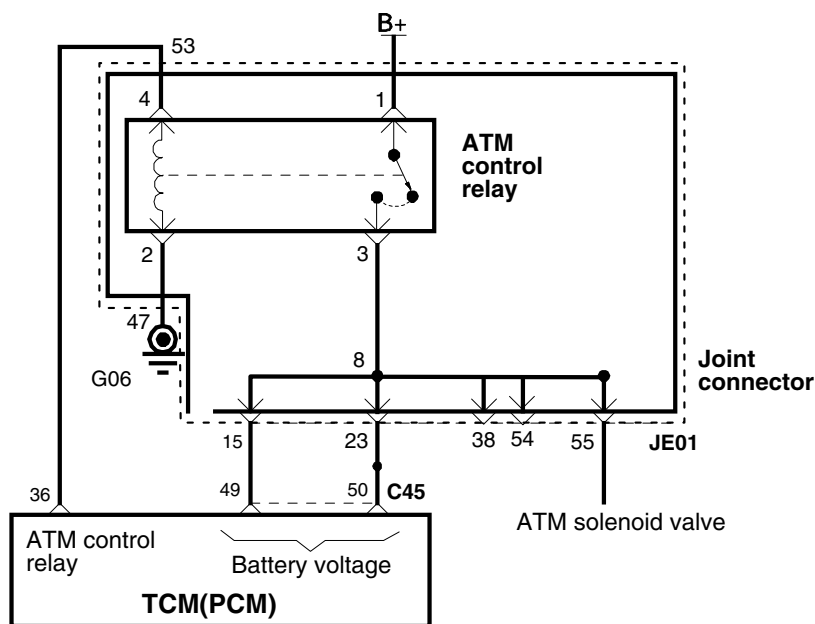 B+
53
4
1
ATM
control
relay
2
3
47
G06
8
Joint
connector
15
23
38
54
55
JE01
36
49
50
C45
ATM solenoid valve
ATM control
relay
Battery voltage
TCM(PCM)